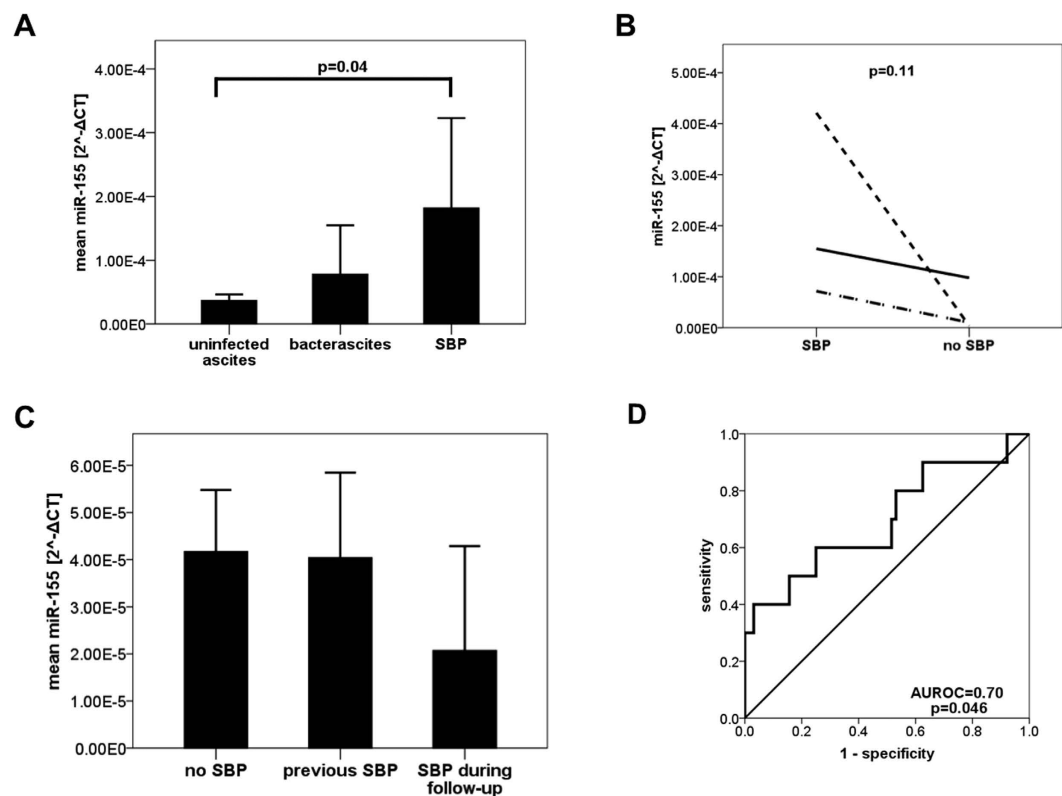 A
mean miR-155 [2^-ΔCT]
4.00E-4
3.00E-4
2.00E-4
1.00E-4
0.00E0
p=0.04
uninfected
ascites
bacterascites
SBP
B
miR-155 [2^-ΔCT]
5.00E-4
4.00E-4
3.00E-4
2.00E-4
1.00E-4
0.00E0
p=0.11
SBP
no SBP
C
mean miR-155 [2^-ΔCT]
6.00E-5
5.00E-5
4.00E-5
3.00E-5
2.00E-5
1.00E-5
0.00E0
no SBP
previous SBP
SBP during
follow-up
D
sensitivity
1.0
0.8
0.6
0.4
0.2
0.0
AUROC=0.70
p=0.046
0.0 0.2 0.4 0.6 0.8 1.0
1 - specificity